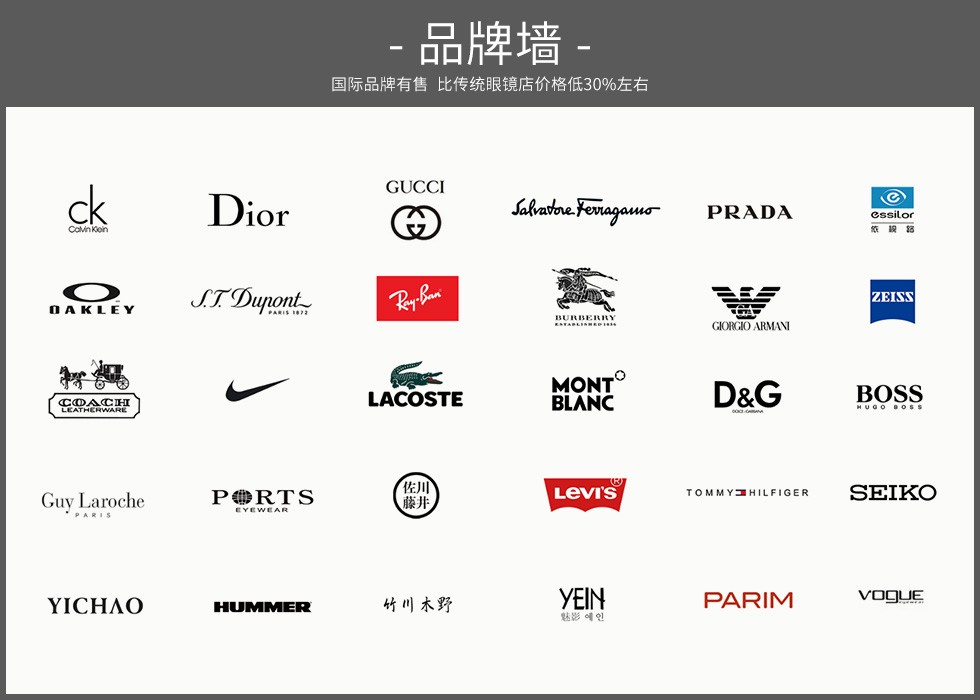 - 品牌墙 -
国际品牌有售 比传统眼镜店价格低30%左右
ck
Calvin Klein
Dior
GUCCI
Salvatore Ferragamo
PRADA
essilor
依視路
OAKLEY
S.T. Dupont
PARIS 1872
Ray-Ban
BURBERRY
ESTABLISHED 1856
GA
GIORGIO ARMANI
ZEISS
COACH
LEATHERWARE
LACOSTE
MONT
BLANC
D&G
DOLCE & GABBANA
BOSS
HUGO BOSS
Guy Laroche
PARIS
PORTS
EYEWEAR
佐川
藤井
LEVI'S®
TOMMY HILFIGER
SEIKO
YICHAO
HUMMER
竹川木野
YEIN
魅影 예인
PARIM
VOGUE